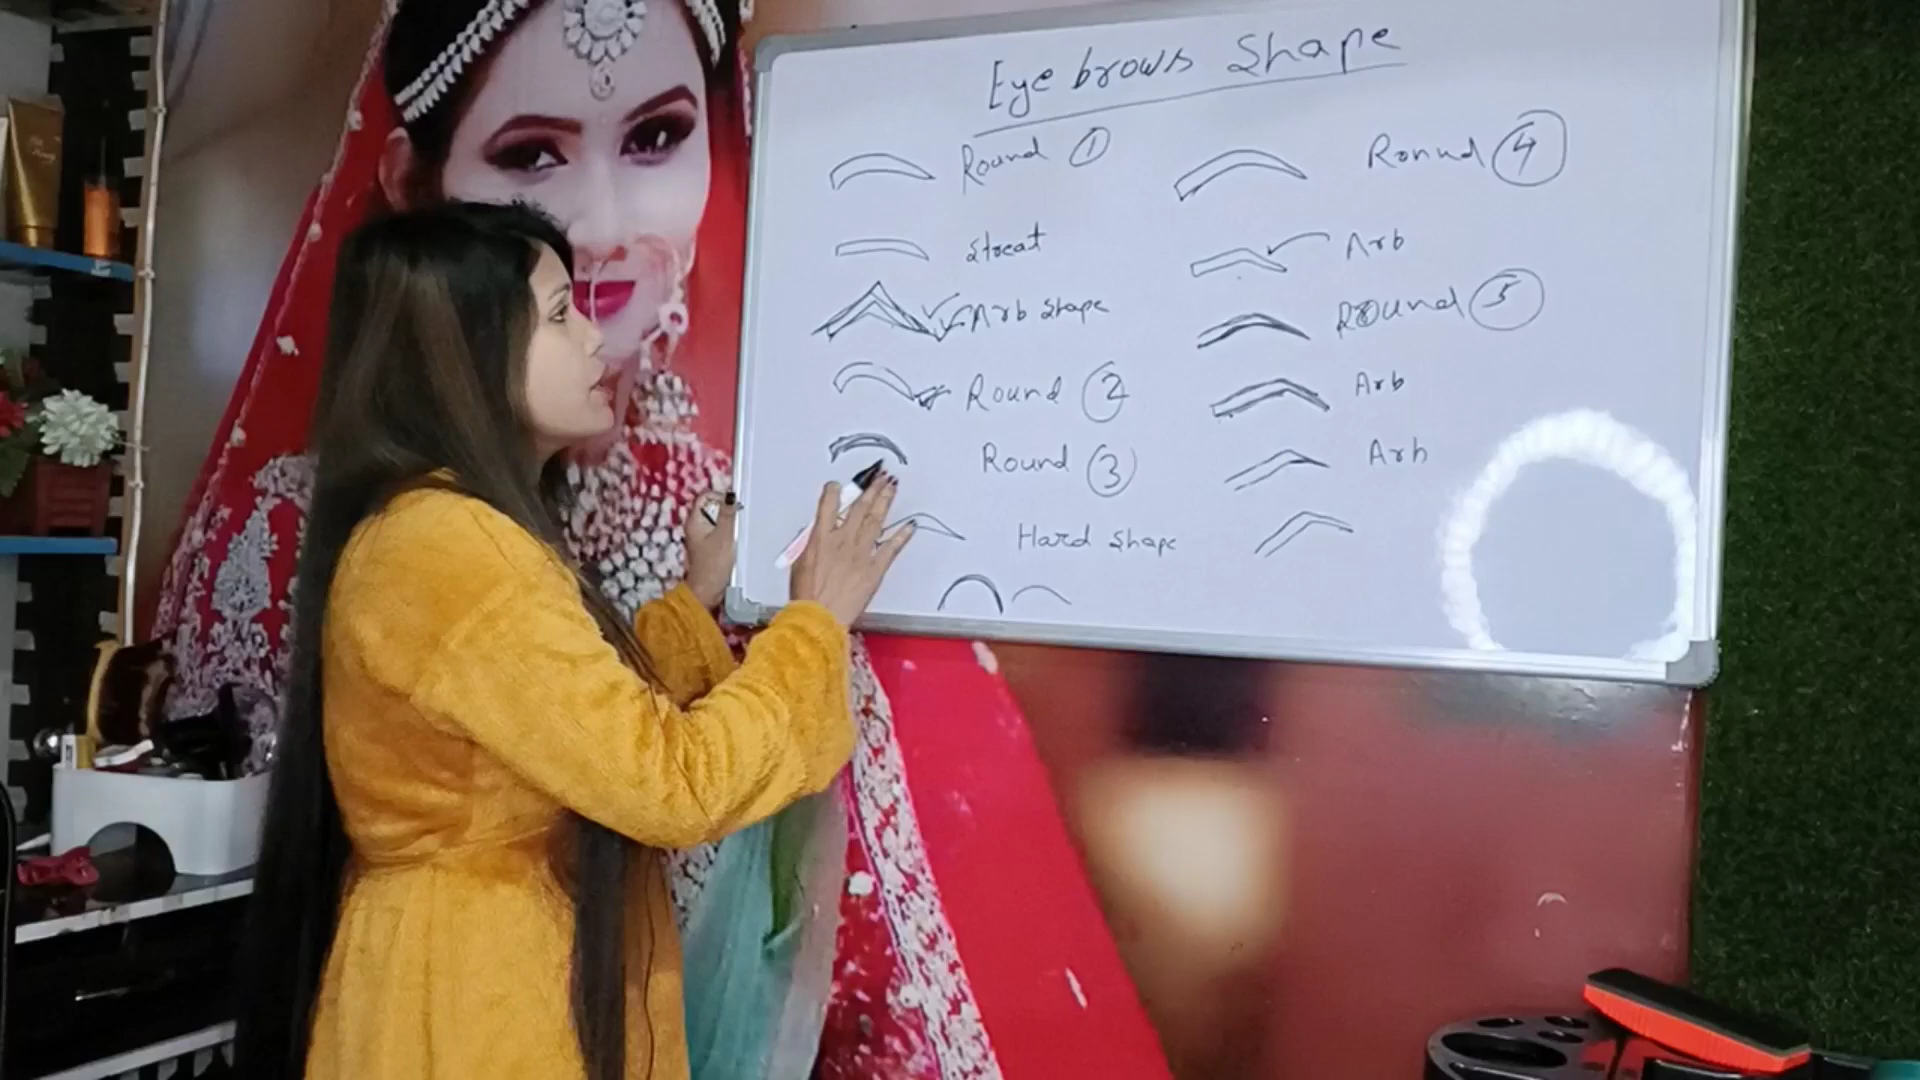 Eye brows Shape
Round 1
Streat
Arb Shape
Round 2
Round 3
Hard Shape
Round 4
Arb
Round 5
Arb
Arb